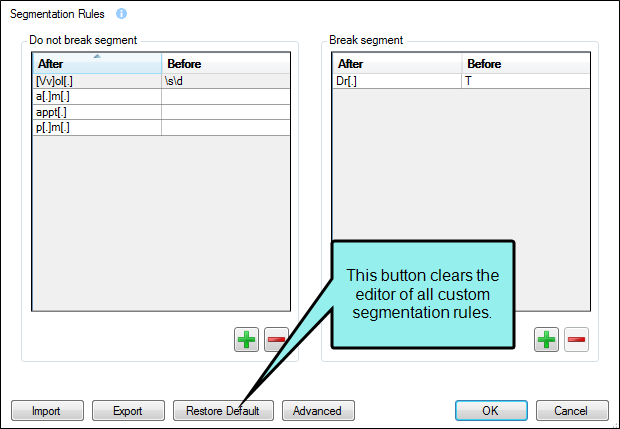 Segmentation Rules
Do not break segment
After Before
[Vv]ol[.] \s\d
a[.]m[.]
appt[.]
p[.]m[.]
Break segment
After Before
Dr[.] T
This button clears the
editor of all custom
segmentation rules.
Import Export Restore Default Advanced OK Cancel